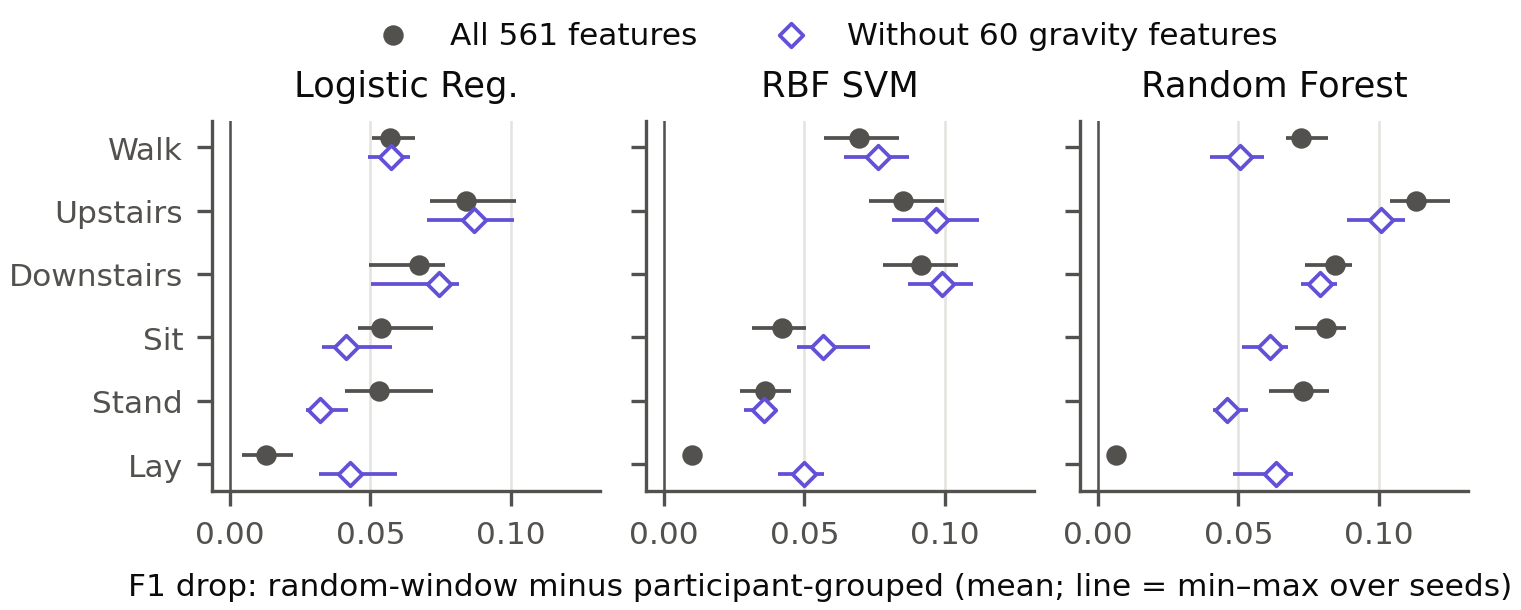 All 561 features
Without 60 gravity features
Logistic Reg.
RBF SVM
Random Forest
Walk
Upstairs
Downstairs
Sit
Stand
Lay
0.00
0.05
0.10
0.00
0.05
0.10
0.00
0.05
0.10
F1 drop: random-window minus participant-grouped (mean; line = min–max over seeds)